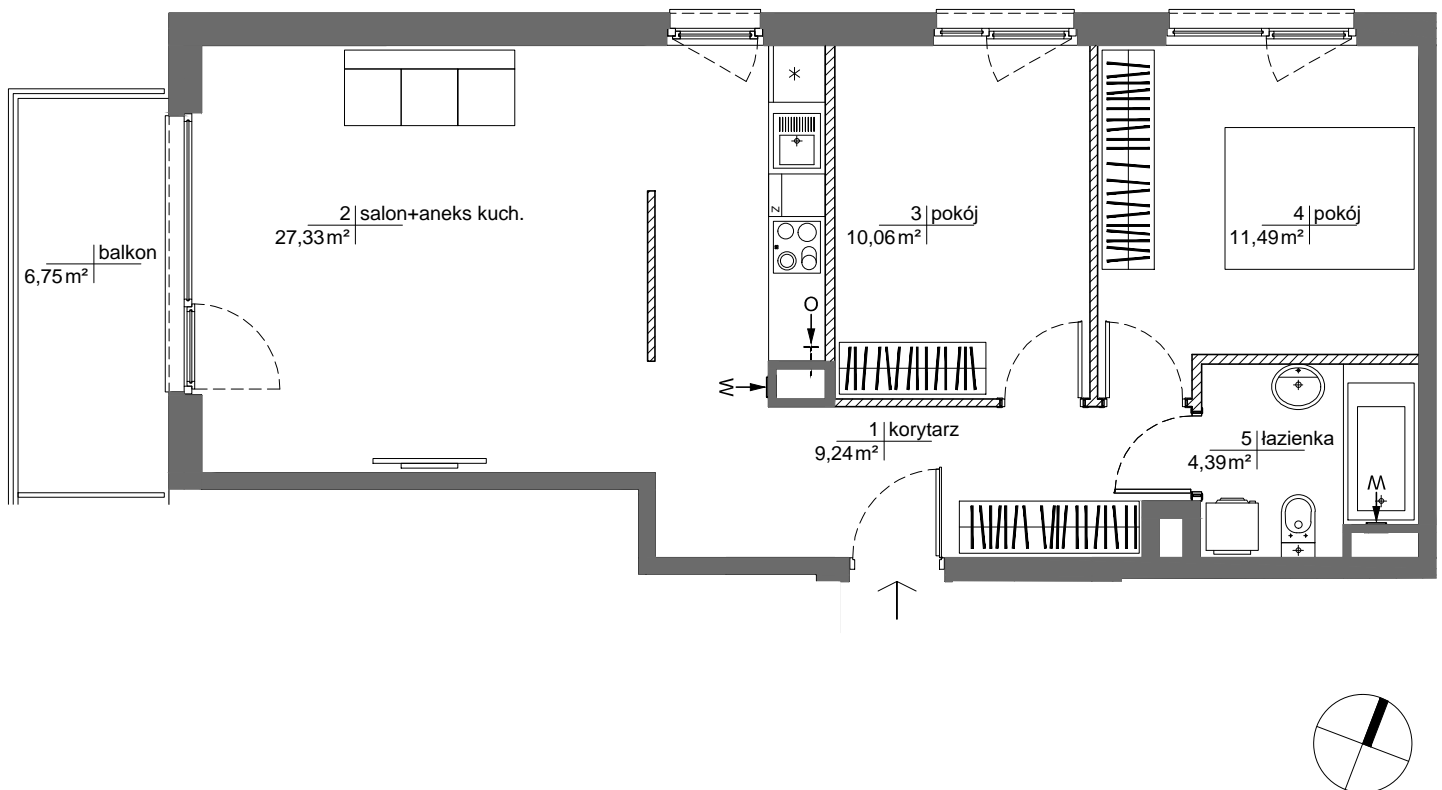 2 salon+aneks kuch.
27,33 m²
3 pokój
10,06 m²
4 pokój
11,49 m²
balkon
6,75 m²
z
O
W
1 korytarz
9,24 m²
5 łazienka
4,39 m²
W